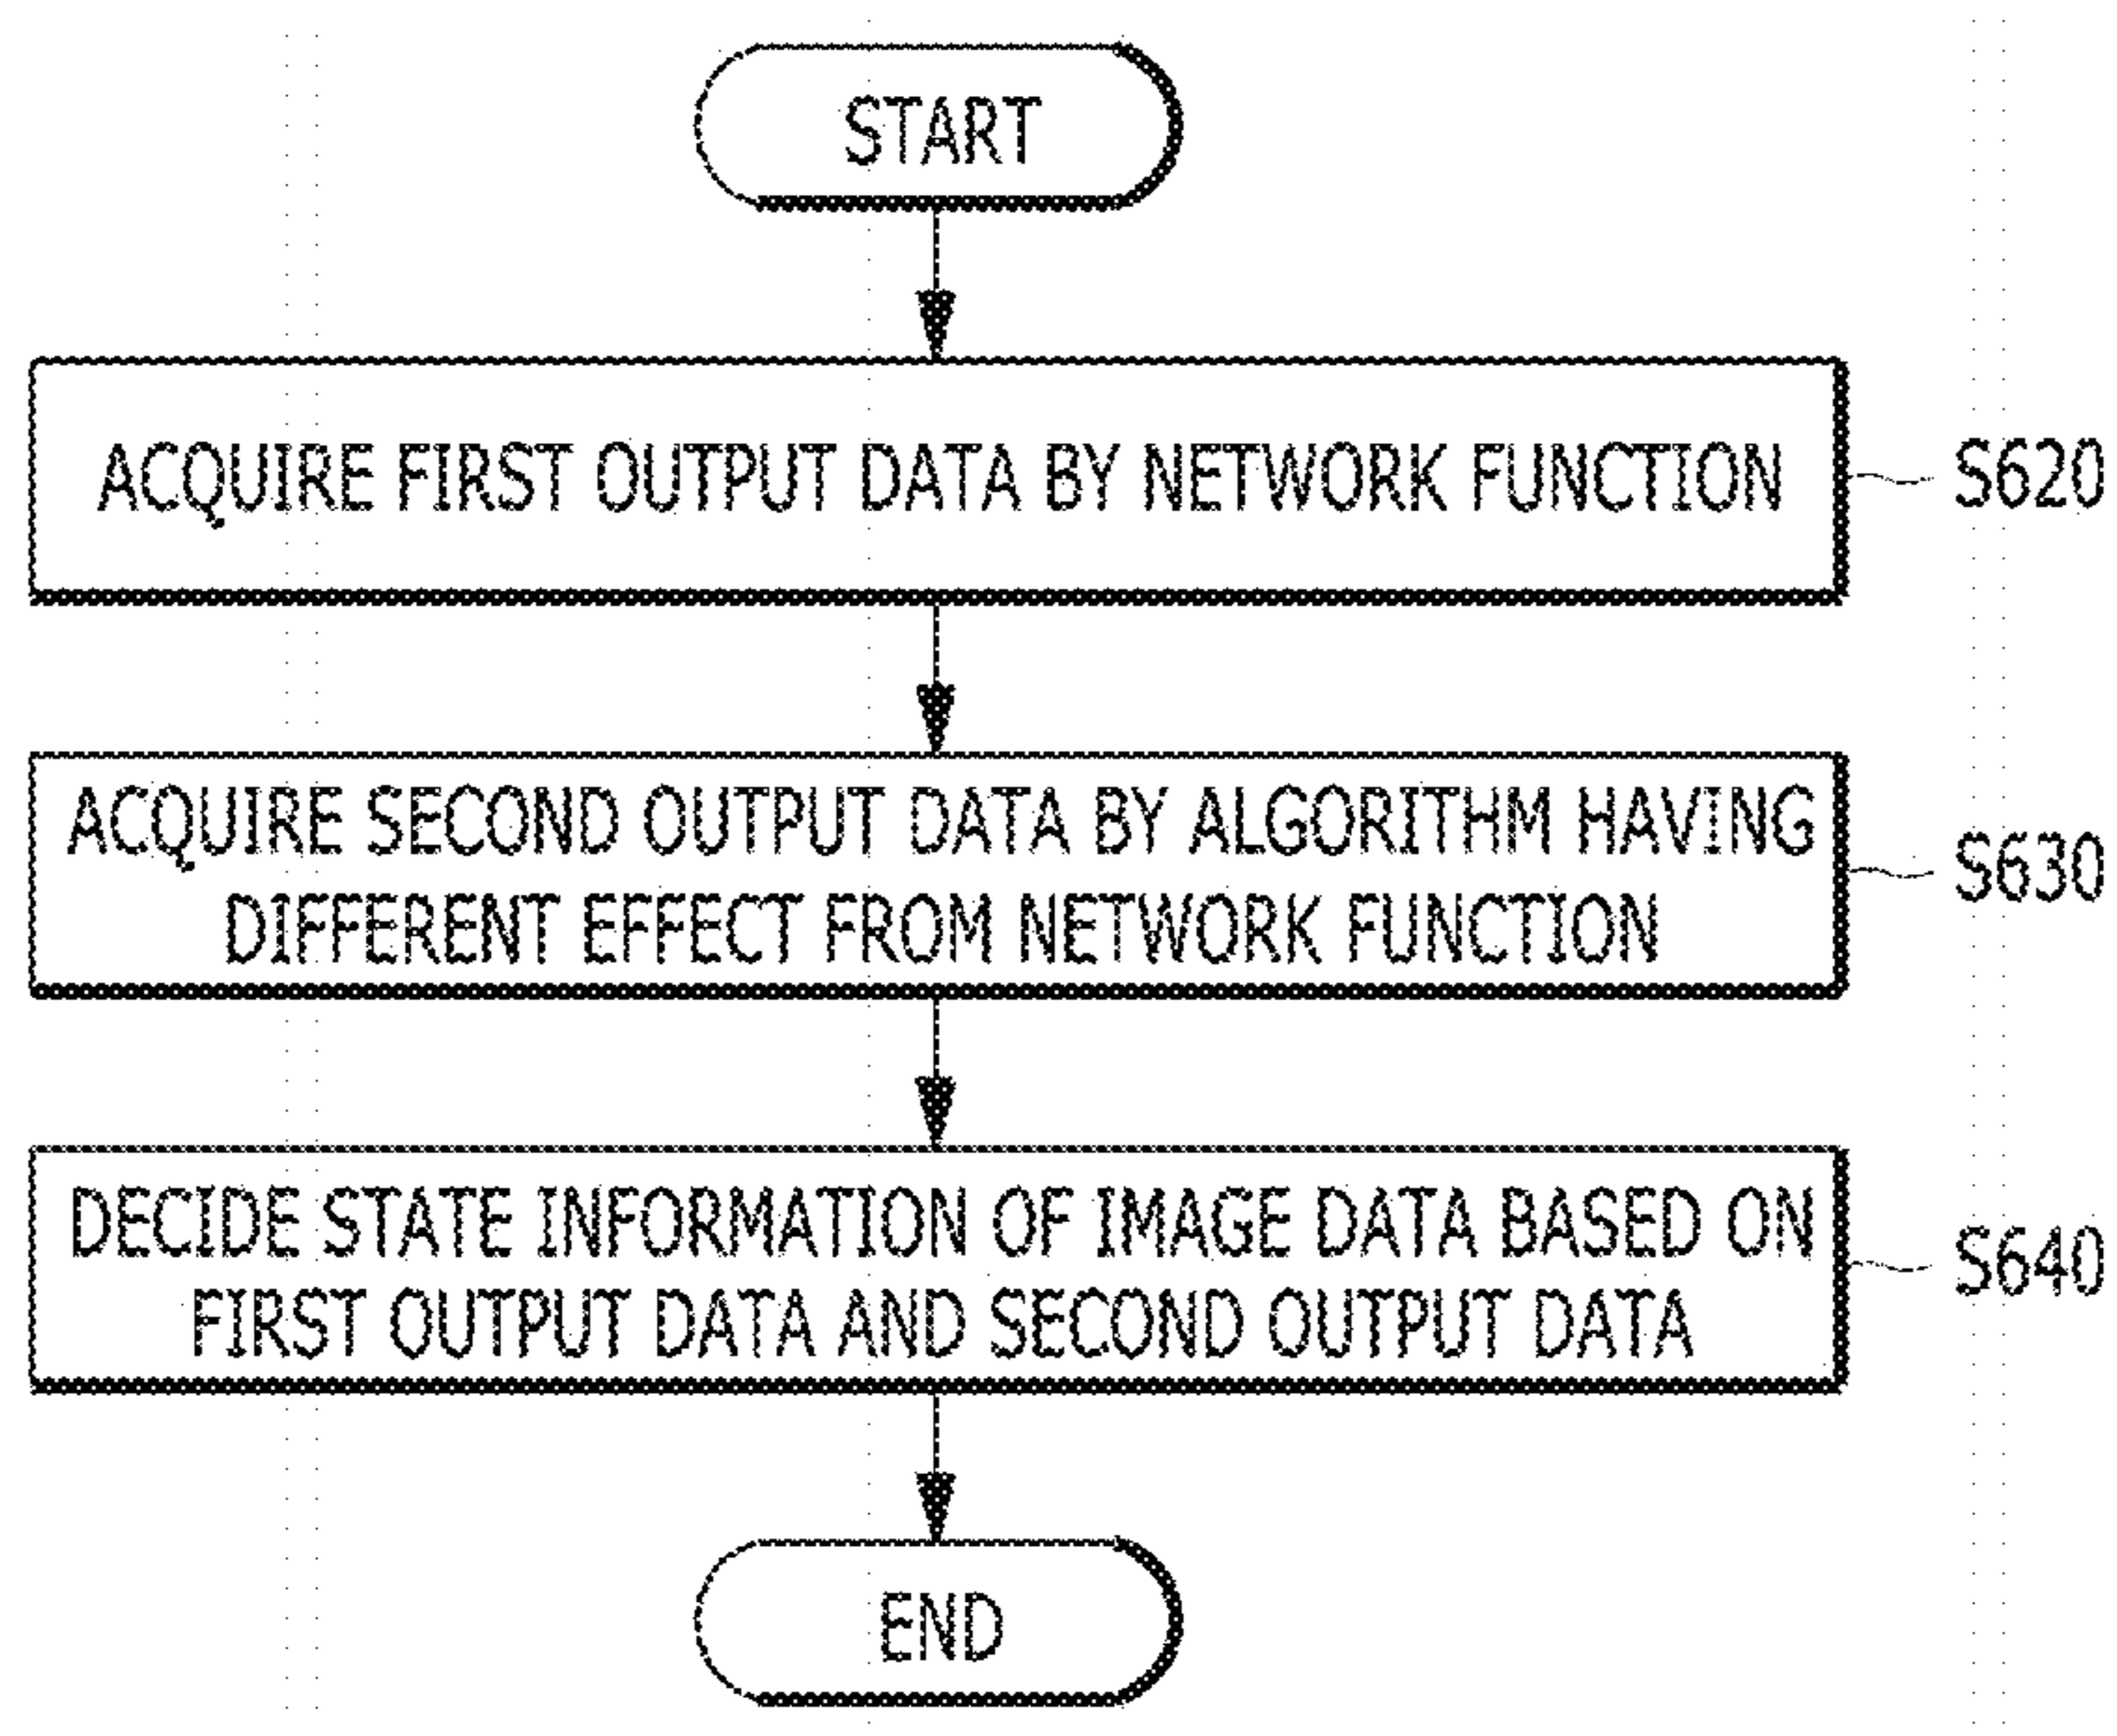 START
ACQUIRE FIRST OUTPUT DATA BY NETWORK FUNCTION
S620
ACQUIRE SECOND OUTPUT DATA BY ALGORITHM HAVING
DIFFERENT EFFECT FROM NETWORK FUNCTION
S630
DECIDE STATE INFORMATION OF IMAGE DATA BASED ON
FIRST OUTPUT DATA AND SECOND OUTPUT DATA
S640
END